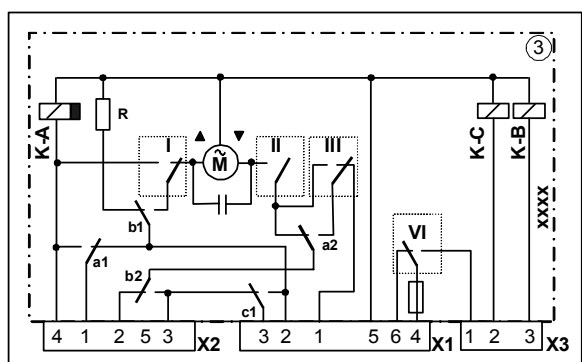 3
K-A
R
I
II
III
K-C
K-B
~
M
XXXX
b1
a2
VI
a1
b2
c1
4 1 2 5 3 X2 3 2 1 5 6 4 X1 1 2 3 X3